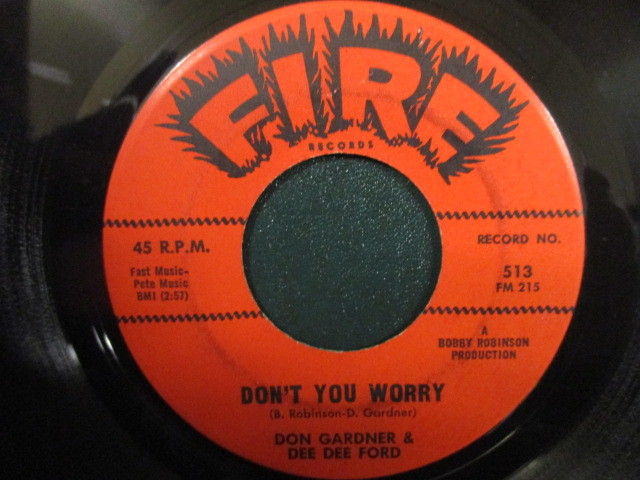 FIRE
RECORDS
45 R.P.M.
Fast Music-
Pete Music
BMI (2:57)
RECORD NO.
513
FM 215
A
BOBBY ROBINSON
PRODUCTION
DON'T YOU WORRY
(B. Robinson-D. Gardner)
DON GARDNER &
DEE DEE FORD